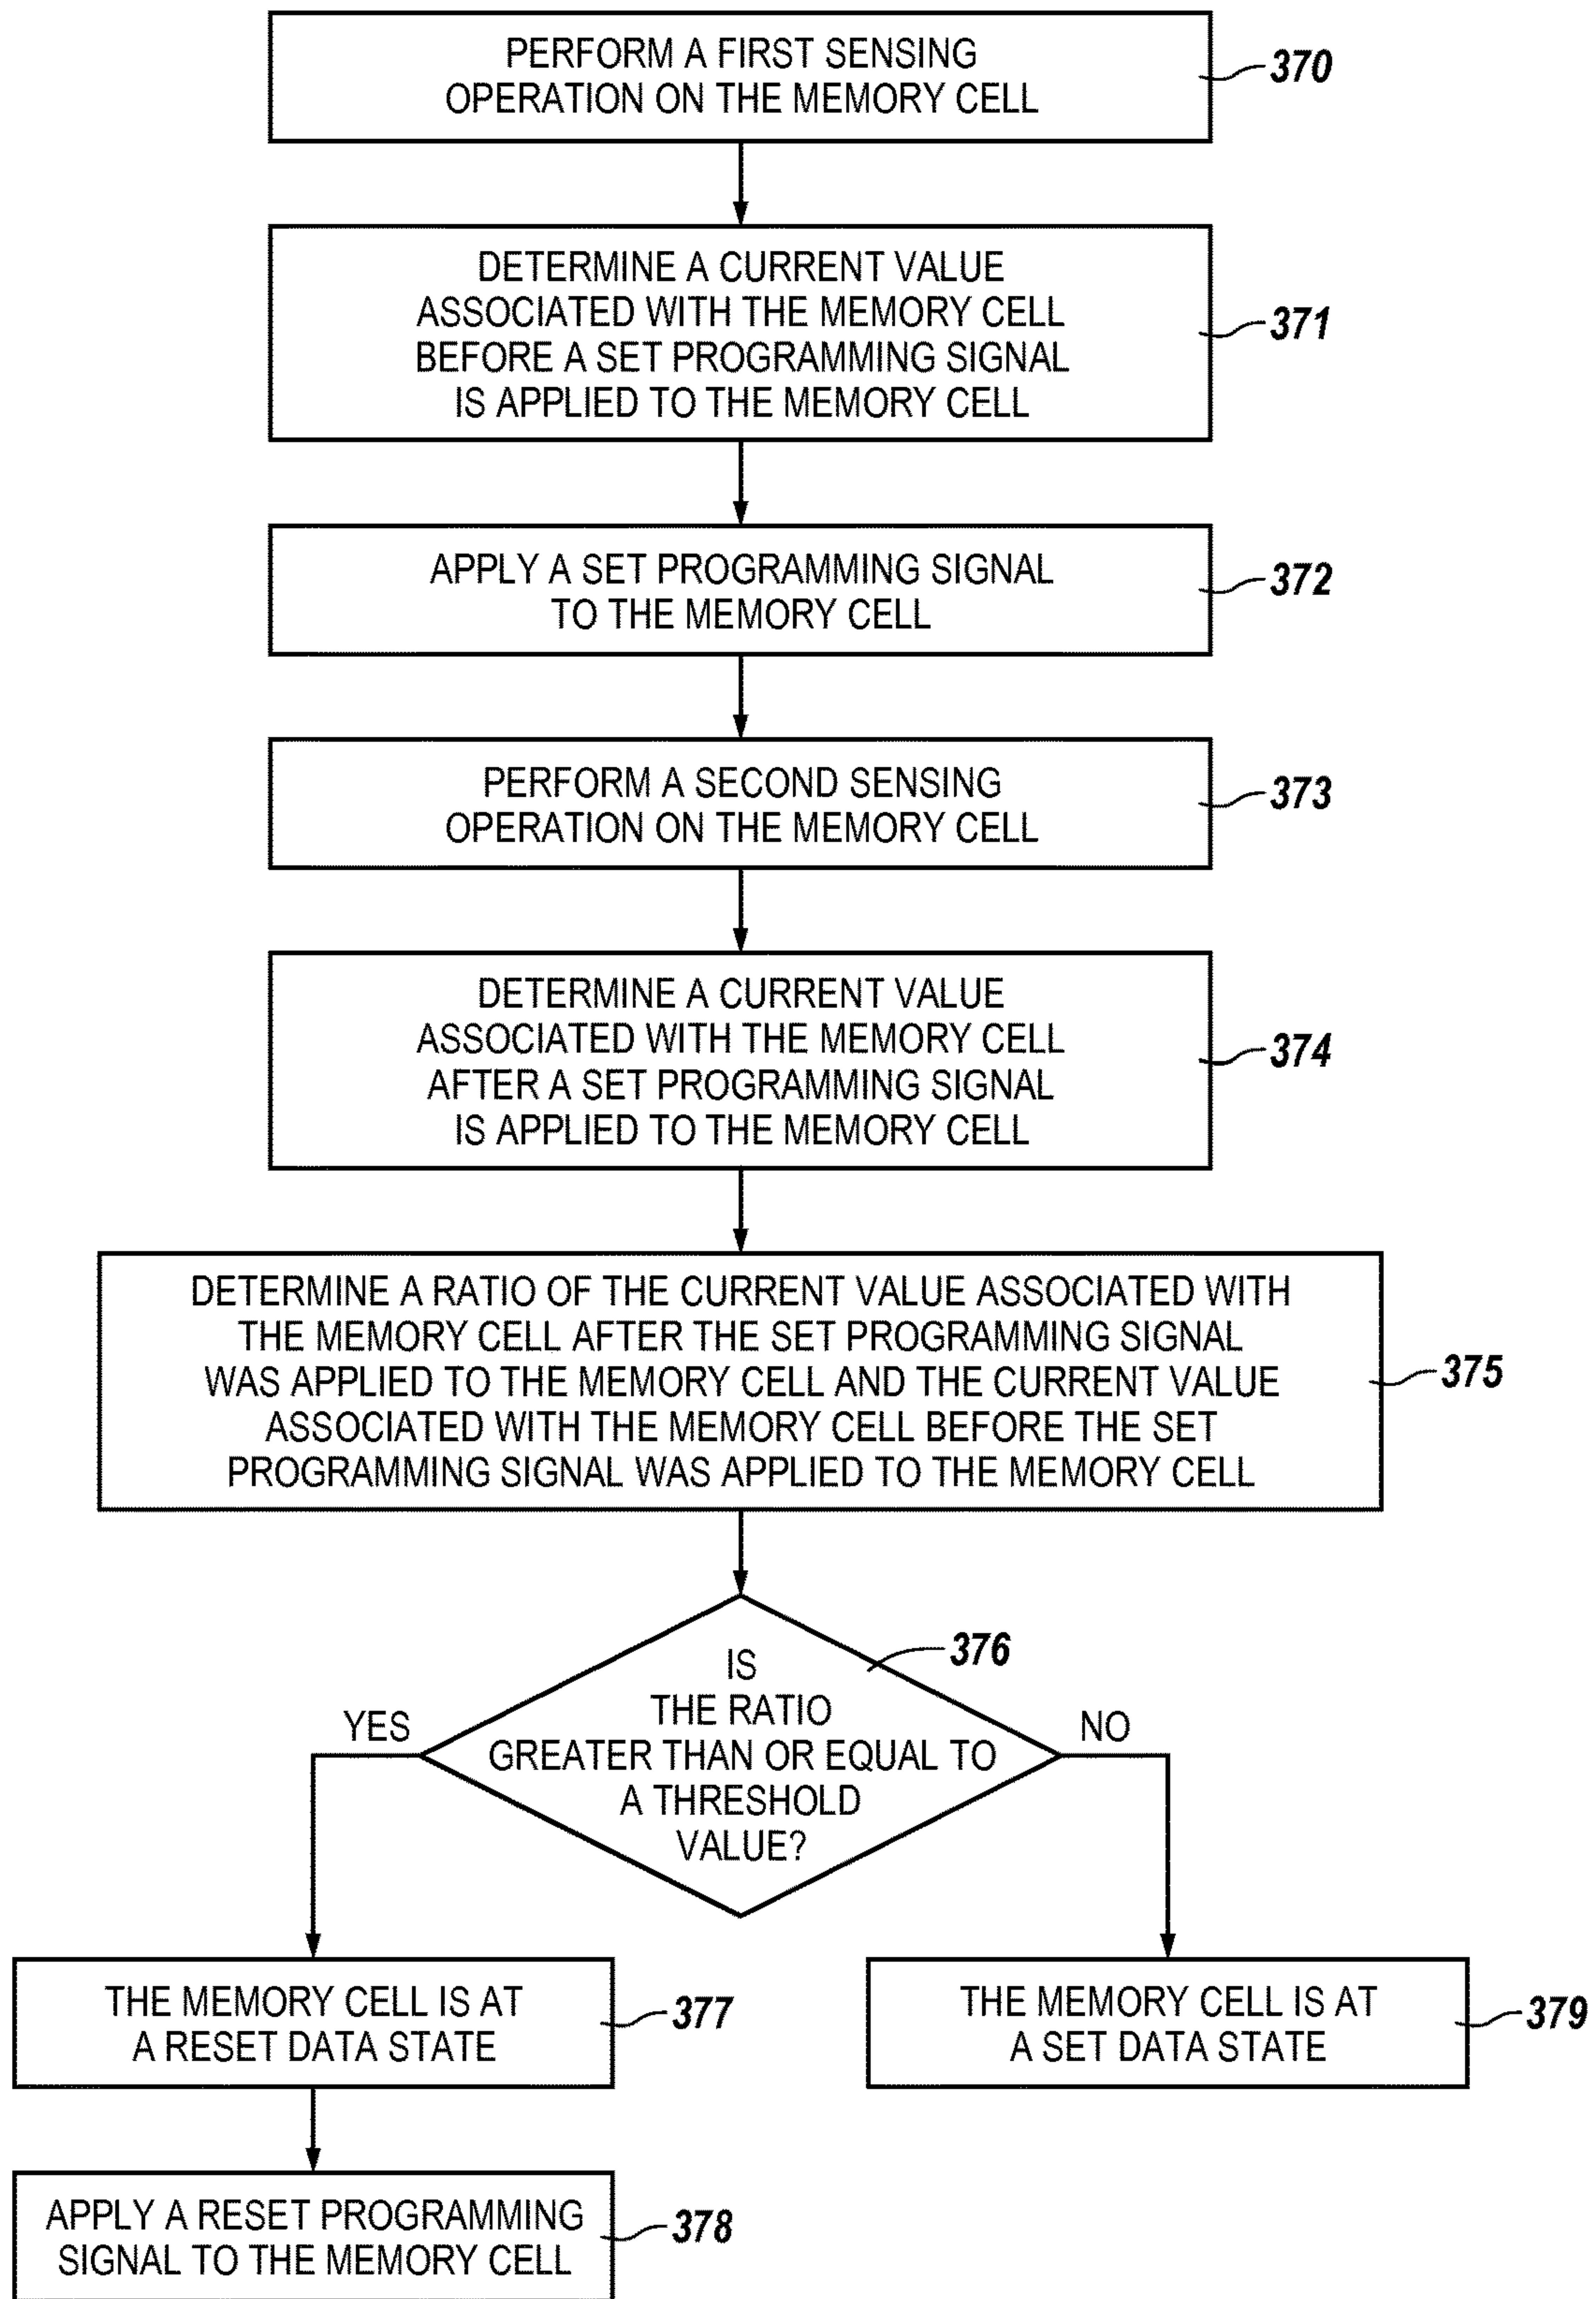 PERFORM A FIRST SENSING
OPERATION ON THE MEMORY CELL
370
DETERMINE A CURRENT VALUE
ASSOCIATED WITH THE MEMORY CELL
BEFORE A SET PROGRAMMING SIGNAL
IS APPLIED TO THE MEMORY CELL
371
APPLY A SET PROGRAMMING SIGNAL
TO THE MEMORY CELL
372
PERFORM A SECOND SENSING
OPERATION ON THE MEMORY CELL
373
DETERMINE A CURRENT VALUE
ASSOCIATED WITH THE MEMORY CELL
AFTER A SET PROGRAMMING SIGNAL
IS APPLIED TO THE MEMORY CELL
374
DETERMINE A RATIO OF THE CURRENT VALUE ASSOCIATED WITH
THE MEMORY CELL AFTER THE SET PROGRAMMING SIGNAL
WAS APPLIED TO THE MEMORY CELL AND THE CURRENT VALUE
ASSOCIATED WITH THE MEMORY CELL BEFORE THE SET
PROGRAMMING SIGNAL WAS APPLIED TO THE MEMORY CELL
375
IS
THE RATIO
GREATER THAN OR EQUAL TO
A THRESHOLD
VALUE?
376
YES
NO
THE MEMORY CELL IS AT
A RESET DATA STATE
377
THE MEMORY CELL IS AT
A SET DATA STATE
379
APPLY A RESET PROGRAMMING
SIGNAL TO THE MEMORY CELL
378